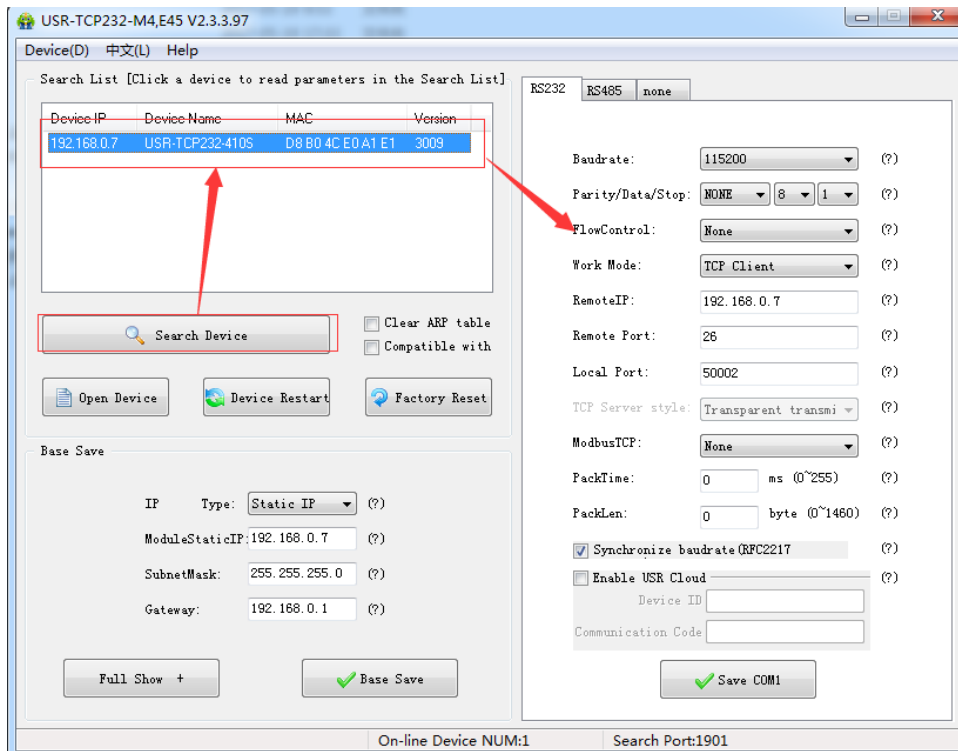 USR-TCP232-M4,E45 V2.3.3.97
Device(D) 中文(L) Help
Search List [Click a device to read parameters in the Search List]
Device IP Device Name MAC Version
192.168.0.7 USR-TCP232-410S D8 B0 4C E0 A1 E1 3009
Search Device
Clear ARP table
Compatible with
Open Device Device Restart Factory Reset
Base Save
IP Type: Static IP (?)
ModuleStaticIP: 192.168.0.7 (?)
SubnetMask: 255.255.255.0 (?)
Gateway: 192.168.0.1 (?)
Full Show + Base Save
RS232 RS485 none
Baudrate: 115200 (?)
Parity/Data/Stop: NONE 8 1 (?)
FlowControl: None (?)
Work Mode: TCP Client (?)
RemoteIP: 192.168.0.7 (?)
Remote Port: 26 (?)
Local Port: 50002 (?)
TCP Server style: Transparent transmi (?)
ModbusTCP: None (?)
PackTime: 0 ms (0~255) (?)
PackLen: 0 byte (0~1460) (?)
Synchronize baudrate(RFC2217 (?)
Enable USR Cloud (?)
Device ID
Communication Code
Save COM1
On-line Device NUM:1 Search Port:1901